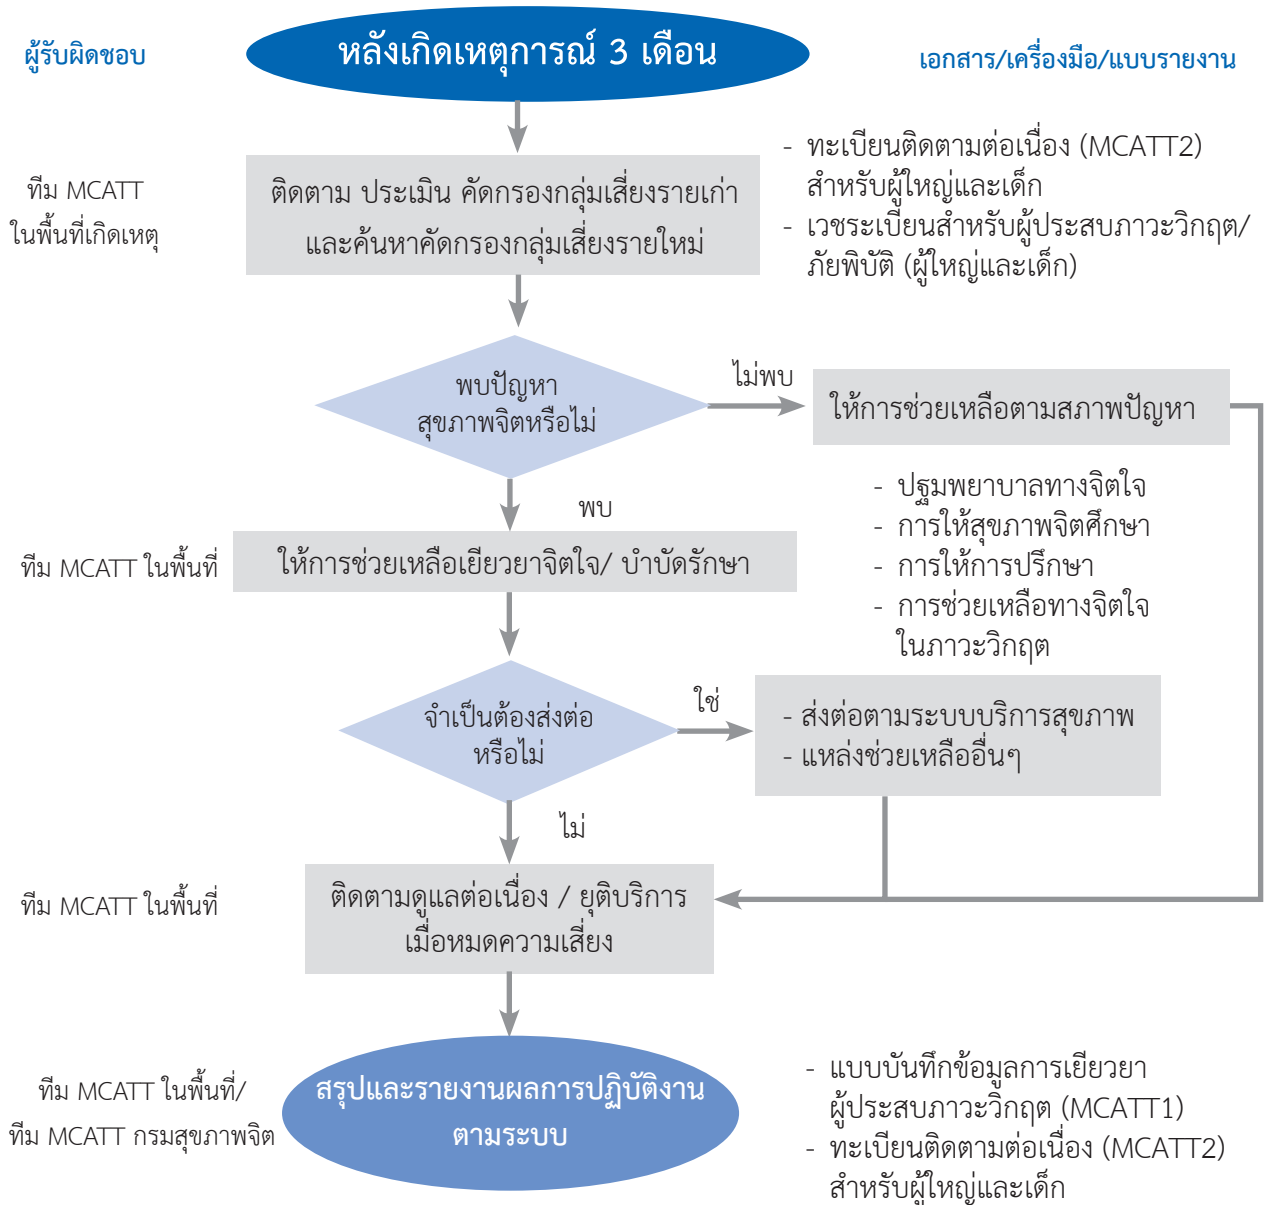 ผู้รับผิดชอบ
หลังเกิดเหตุการณ์ 3 เดือน
เอกสาร/เครื่องมือ/แบบรายงาน
ทีม MCATT
ในพื้นที่เกิดเหตุ
ติดตาม ประเมิน คัดกรองกลุ่มเสี่ยงรายเก่า
และค้นหาคัดกรองกลุ่มเสี่ยงรายใหม่
- ทะเบียนติดตามต่อเนื่อง (MCATT2)
สำหรับผู้ใหญ่และเด็ก
- เวชระเบียนสำหรับผู้ประสบภาวะวิกฤต/
ภัยพิบัติ (ผู้ใหญ่และเด็ก)
พบปัญหา
สุขภาพจิตหรือไม่
ไม่พบ
ให้การช่วยเหลือตามสภาพปัญหา
- ปฐมพยาบาลทางจิตใจ
- การให้สุขภาพจิตศึกษา
- การให้การปรึกษา
- การช่วยเหลือทางจิตใจ
ในภาวะวิกฤต
พบ
ทีม MCATT ในพื้นที่
ให้การช่วยเหลือเยียวยาจิตใจ/ บำบัดรักษา
จำเป็นต้องส่งต่อ
หรือไม่
ใช่
- ส่งต่อตามระบบบริการสุขภาพ
- แหล่งช่วยเหลืออื่นๆ
ไม่
ทีม MCATT ในพื้นที่
ติดตามดูแลต่อเนื่อง / ยุติบริการ
เมื่อหมดความเสี่ยง
ทีม MCATT ในพื้นที่/
ทีม MCATT กรมสุขภาพจิต
สรุปและรายงานผลการปฏิบัติงาน
ตามระบบ
- แบบบันทึกข้อมูลการเยียวยา
ผู้ประสบภาวะวิกฤต (MCATT1)
- ทะเบียนติดตามต่อเนื่อง (MCATT2)
สำหรับผู้ใหญ่และเด็ก